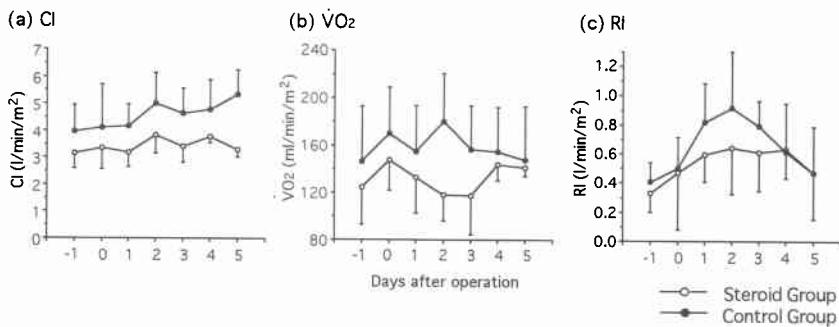 (a) CI
(b) V̇O₂
(c) RI
CI (l/min/m²)
7
6
5
4
3
2
1
0
-1 0 1 2 3 4 5
V̇O₂ (ml/min/m²)
240
200
160
120
80
-1 0 1 2 3 4 5
Days after operation
RI (l/min/m²)
1.2
1.0
0.8
0.6
0.4
0.2
0.0
-1 0 1 2 3 4 5
Steroid Group
Control Group